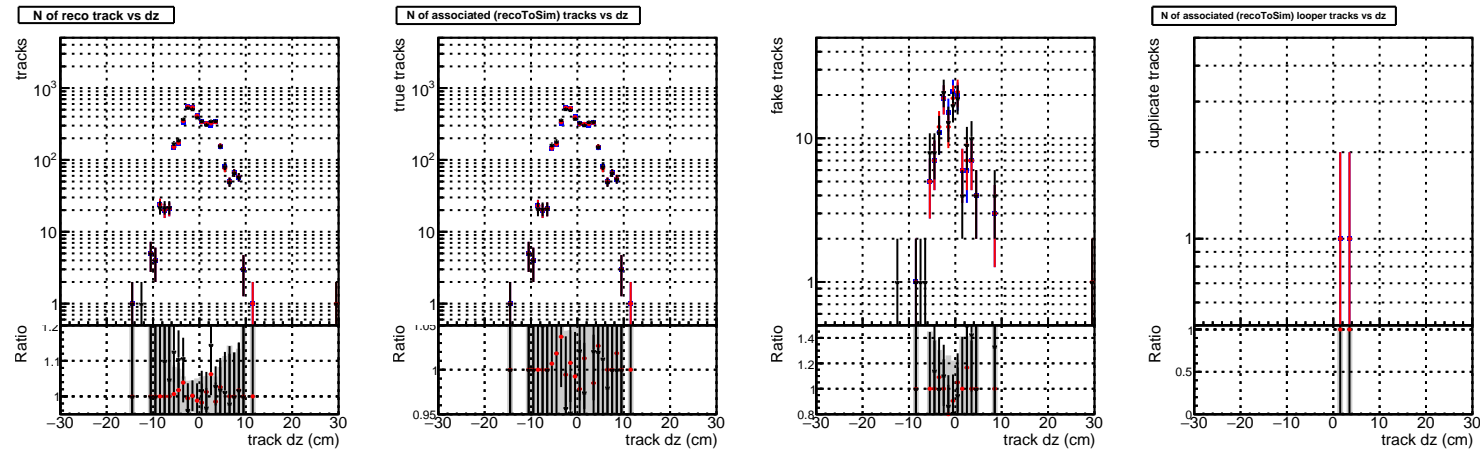 N of reco track vs dz
tracks
10³
10²
10
1
Ratio
1.2
1.1
1
−30 −20 −10 0 10 20 30
track dz (cm)
N of associated (recoToSim) tracks vs dz
true tracks
10³
10²
10
1
Ratio
1.05
1
0.95
−30 −20 −10 0 10 20 30
track dz (cm)
fake tracks
10
1
Ratio
1.4
1.2
1
0.8
−30 −20 −10 0 10 20 30
track dz (cm)
N of associated (recoToSim) looper tracks vs dz
duplicate tracks
1
Ratio
1
0.5
0
−30 −20 −10 0 10 20 30
track dz (cm)